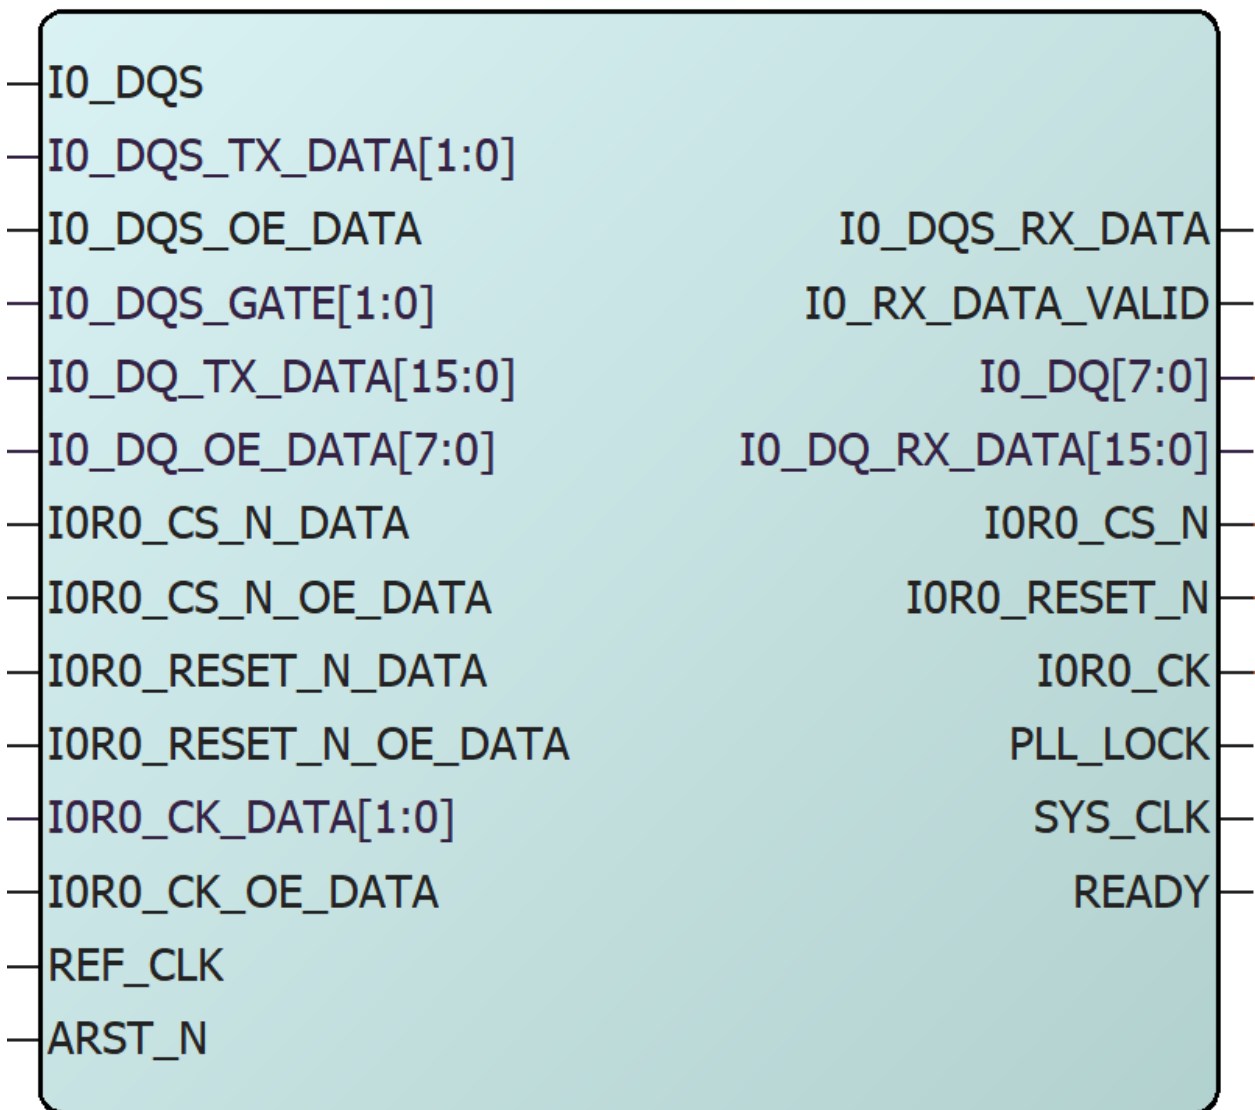 I0_DQS
I0_DQS_TX_DATA[1:0]
I0_DQS_OE_DATA
I0_DQS_GATE[1:0]
I0_DQ_TX_DATA[15:0]
I0_DQ_OE_DATA[7:0]
I0R0_CS_N_DATA
I0R0_CS_N_OE_DATA
I0R0_RESET_N_DATA
I0R0_RESET_N_OE_DATA
I0R0_CK_DATA[1:0]
I0R0_CK_OE_DATA
REF_CLK
ARST_N
I0_DQS_RX_DATA
I0_RX_DATA_VALID
I0_DQ[7:0]
I0_DQ_RX_DATA[15:0]
I0R0_CS_N
I0R0_RESET_N
I0R0_CK
PLL_LOCK
SYS_CLK
READY